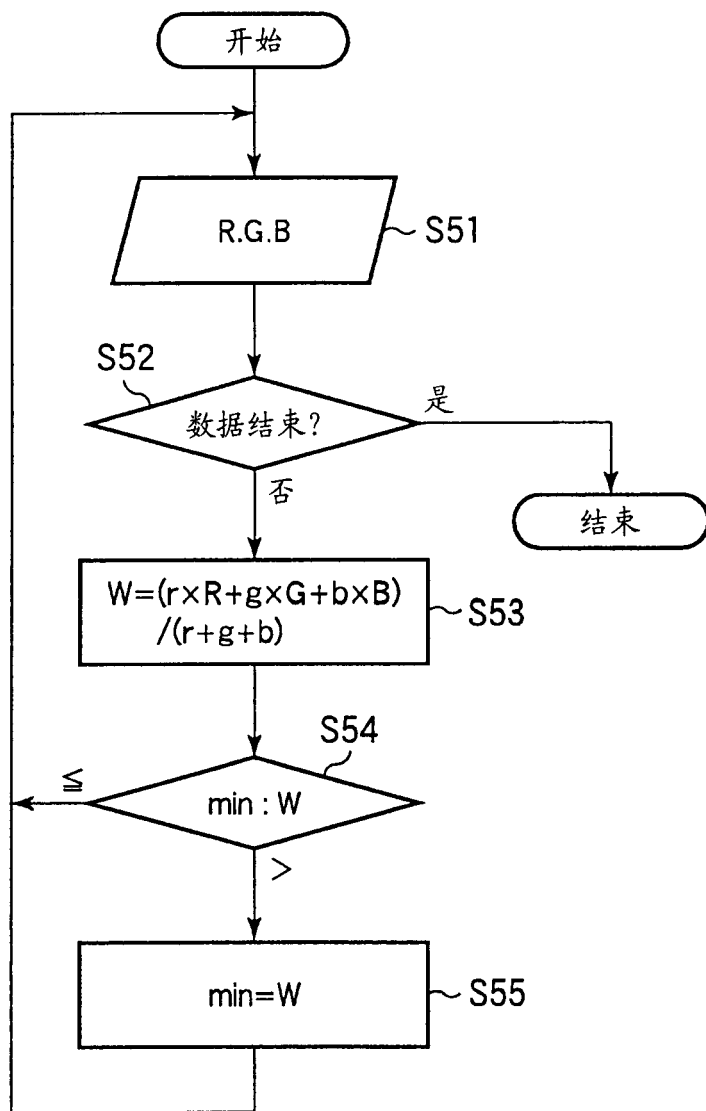 开始
R.G.B
S51
S52
数据结束?
是
否
结束
W=(r×R+g×G+b×B)
/(r+g+b)
S53
S54
≦
min : W
>
min=W
S55